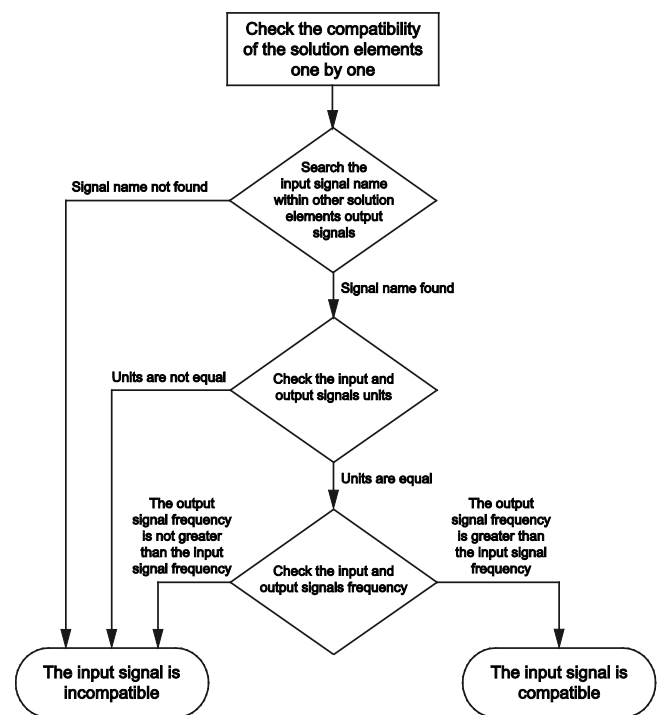 Check the compatibility
of the solution elements
one by one
Search the
input signal name
within other solution
elements output
signals
Signal name not found
Signal name found
Check the input and
output signals units
Units are not equal
Units are equal
The output
signal frequency
is not greater
than the input
signal frequency
The output
signal frequency
is greater than
the input signal
frequency
Check the input and
output signals frequency
The input signal is
incompatible
The input signal is
compatible